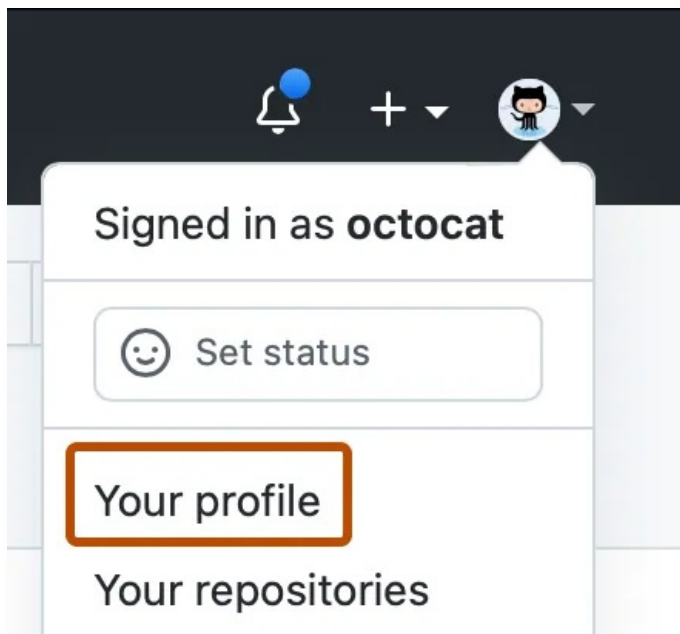 Signed in as octocat
Set status
Your profile
Your repositories